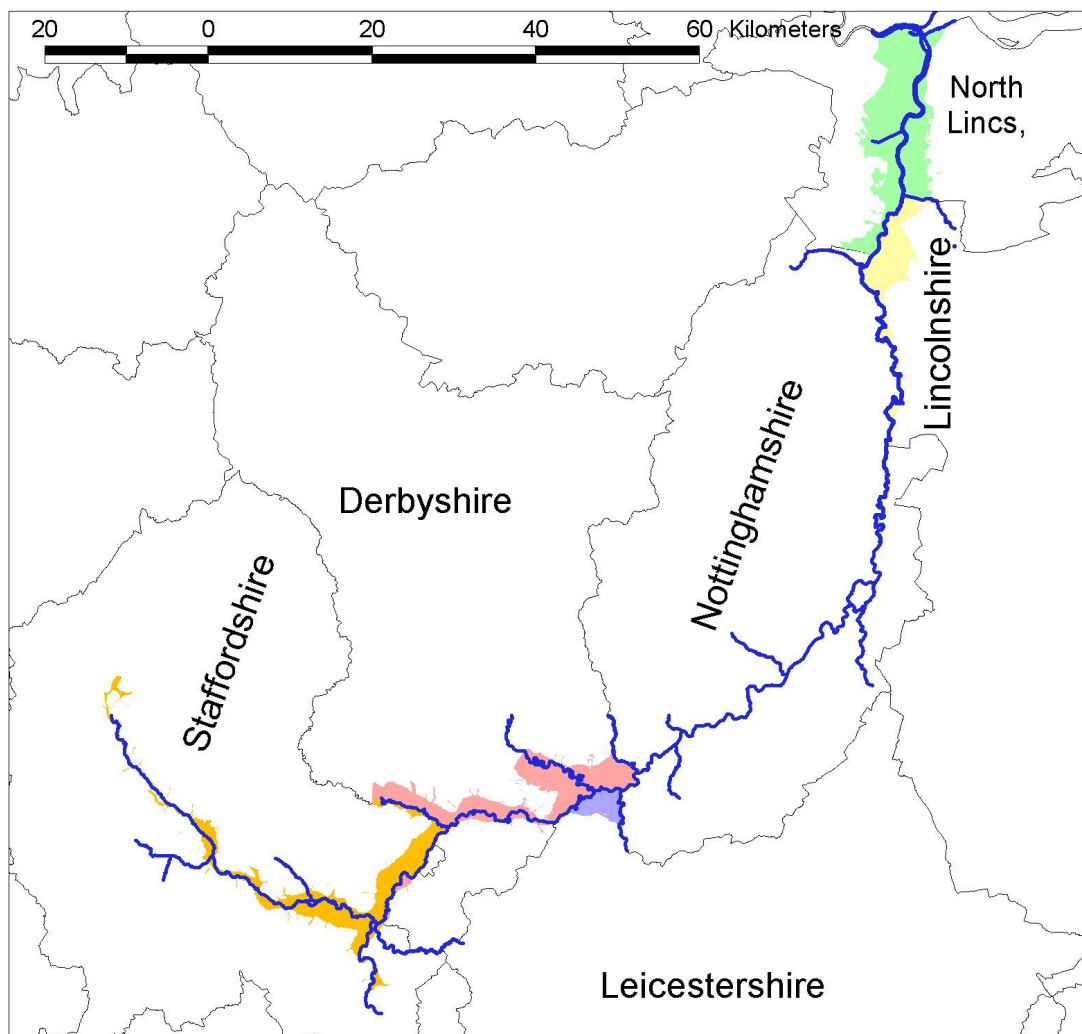 20 0 20 40 60 Kilometers
North
Lincs,
Lincolnshire
Nottinghamshire
Derbyshire
Staffordshire
Leicestershire